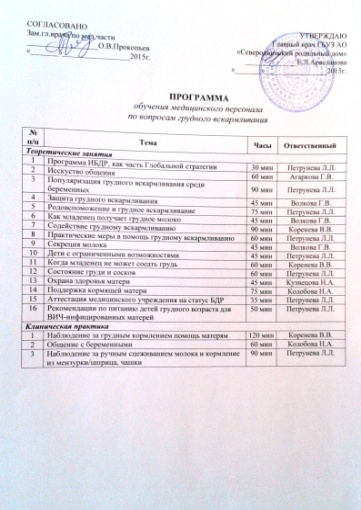 СОГЛАСОВАНО
Зам.гл.врача по мед.части
О.В.Прокопьев
2015г.
УТВЕРЖДАЮ
Главный врач ГБУЗ АО
«Северодвинский родильный дом»
2015г.
ПРОГРАММА
обучения медицинского персонала
по вопросам грудного вскармливания
№ п/п Тема Часы Ответственный
Теоретические занятия
1 Программа ИБДР, как часть Глобальной стратегии 30 мин Петрунева Л.Л.
2 Исскуство общения 60 мин Агаркова Г.В.
3 Популяризация грудного вскармливания среди беременных 90 мин Петрунева Л.Л.
4 Защита грудного вскармливания 45 мин Волкова Г.В.
5 Родовспоможение и грудное вскармливание 75 мин Петрунева Л.Л.
6 Как младенец получает грудное молоко 45 мин Волкова Г.В.
7 Содействие грудному вскармливанию 90 мин Коренева В.В.
8 Практические меры в помощь грудному вскармливанию 60 мин Петрунева Л.Л.
9 Секреция молока 45 мин Волкова Г.В.
10 Дети с ограниченными возможностями 45 мин Петрунева Л.Л.
11 Когда младенец не может сосать грудь 60 мин Коренева В.В.
12 Состояние груди и сосков 60 мин Петрунева Л.Л.
13 Охрана здоровья матери 45 мин Кузнецова Н.А.
14 Поддержка кормящей матери 75 мин Колобова Н.А.
15 Аттестация медицинского учреждения на статус БДР 35 мин Петрунева Л.Л.
16 Рекомендации по питанию детей грудного возраста для ВИЧ-инфицированных матерей 50 мин Петрунева Л.Л.
Клиническая практика
1 Наблюдение за грудным кормлением помощь матерям 120 мин Коренева В.В.
2 Общение с беременными 60 мин Колобова Н.А.
3 Наблюдение за ручным сцеживанием молока и кормление из мензурки/шприца, чашки 90 мин Петрунева Л.Л.